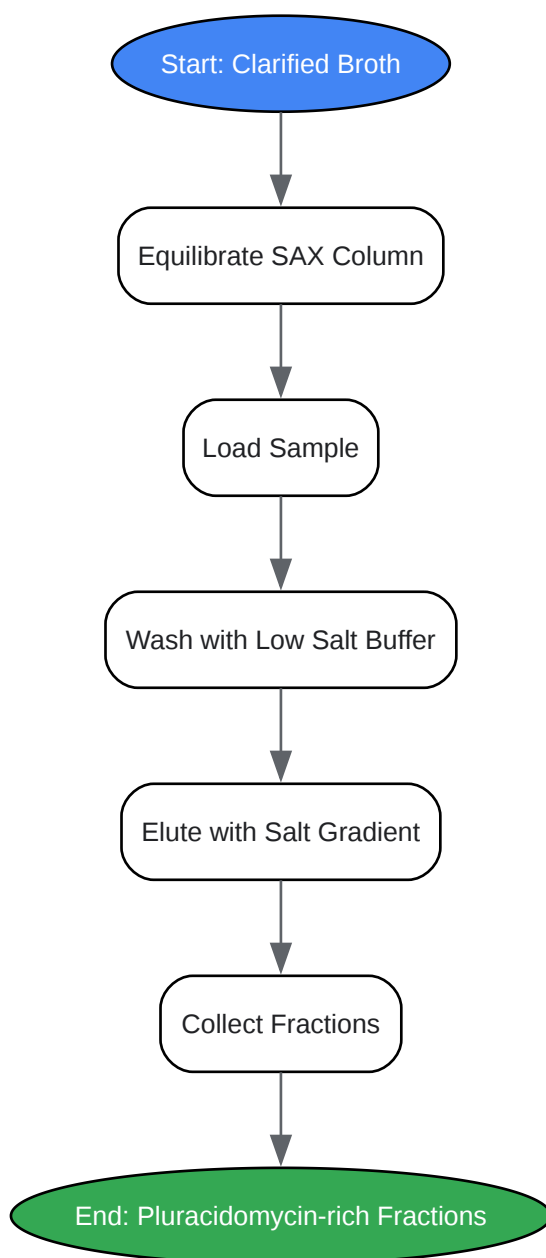 Start: Clarified Broth
Equilibrate SAX Column
Load Sample
Wash with Low Salt Buffer
Elute with Salt Gradient
Collect Fractions
End: Pluracidomycin-rich Fractions